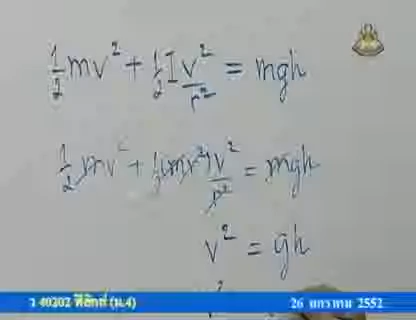 ½mv² + ½I v²/r² = mgh
½mv² + ½(mr²)v²/r² = mgh
v² = gh
ว 40202 ฟิสิกส์ (ม.4) 26 มกราคม 2552